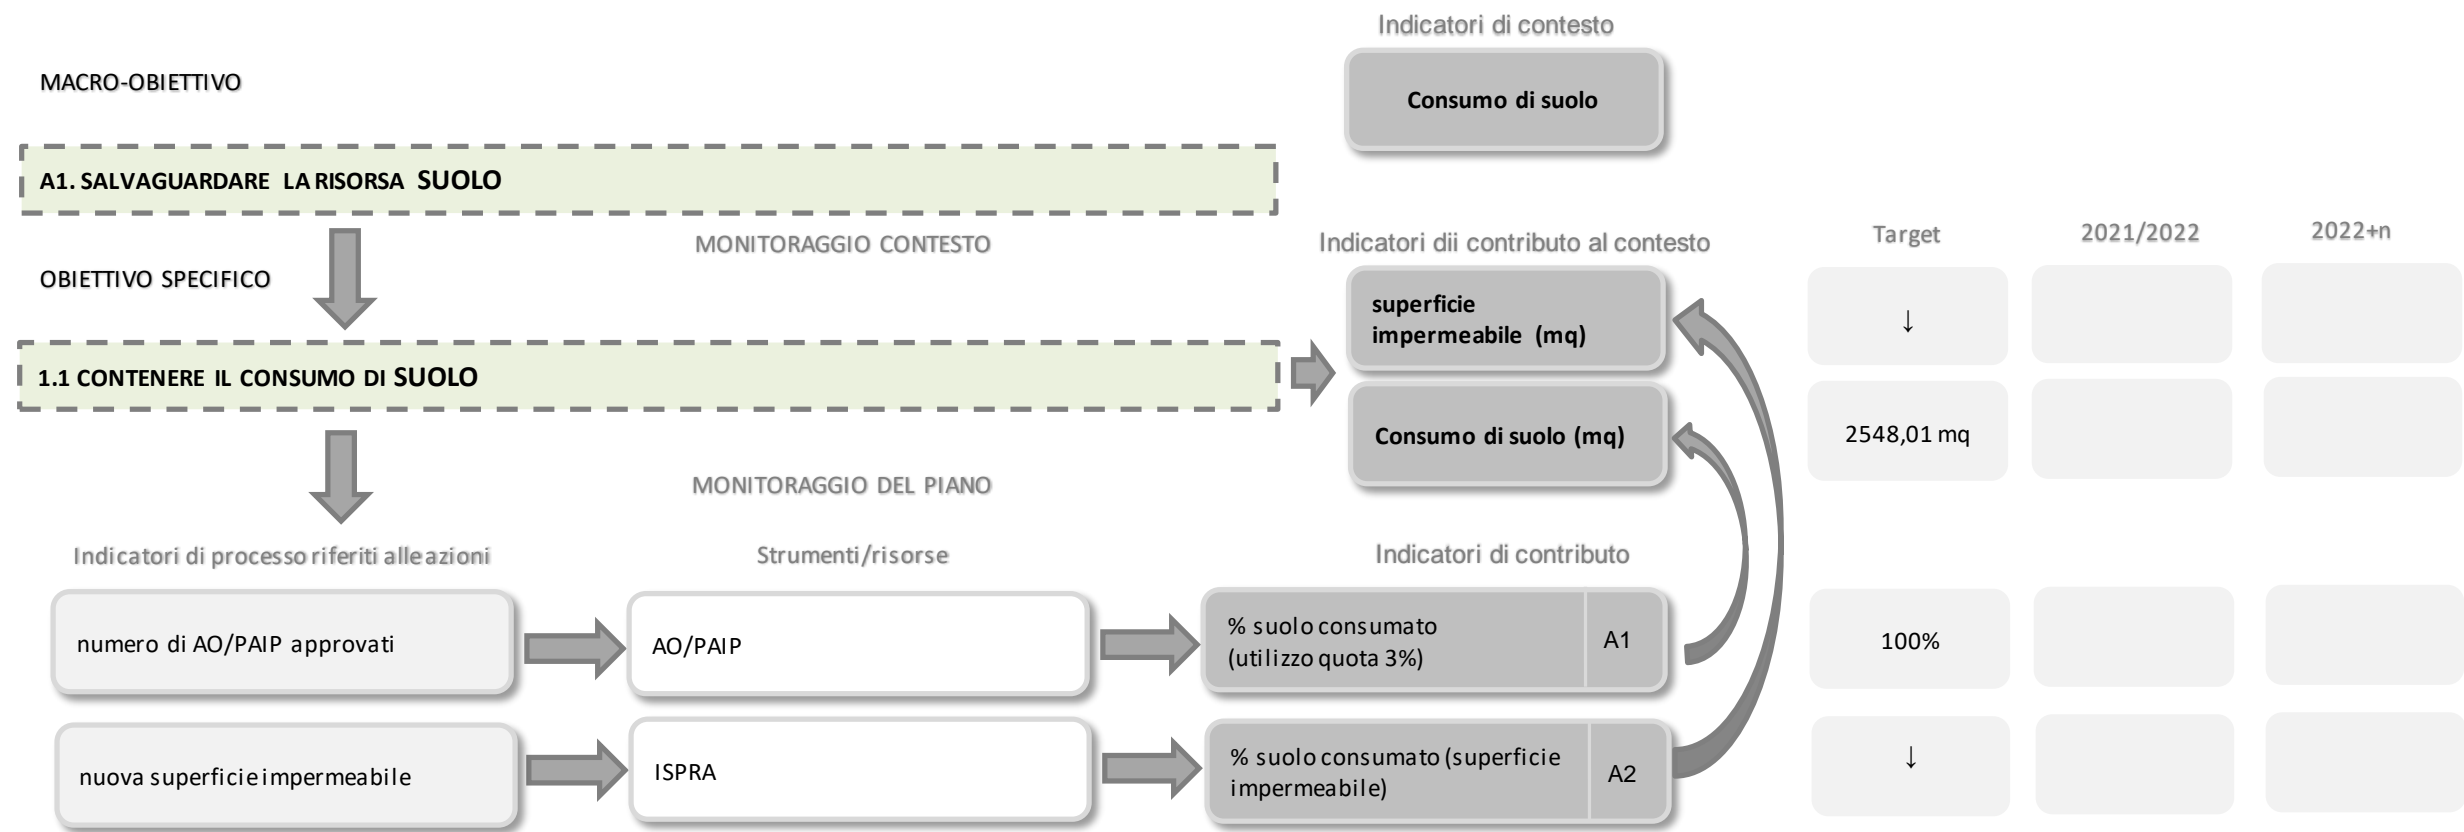 Indicatori di contesto
MACRO-OBIETTIVO
Consumo di suolo
A1. SALVAGUARDARE LA RISORSA SUOLO
MONITORAGGIO CONTESTO
Indicatori dii contributo al contesto
Target
2021/2022
2022+n
OBIETTIVO SPECIFICO
superficie
impermeabile (mq)
↓
1.1 CONTENERE IL CONSUMO DI SUOLO
Consumo di suolo (mq)
2548,01 mq
MONITORAGGIO DEL PIANO
Indicatori di processo riferiti alle azioni
Strumenti/risorse
Indicatori di contributo
numero di AO/PAIP approvati
AO/PAIP
% suolo consumato
(utilizzo quota 3%)
A1
100%
nuova superficie impermeabile
ISPRA
% suolo consumato (superficie
impermeabile)
A2
↓